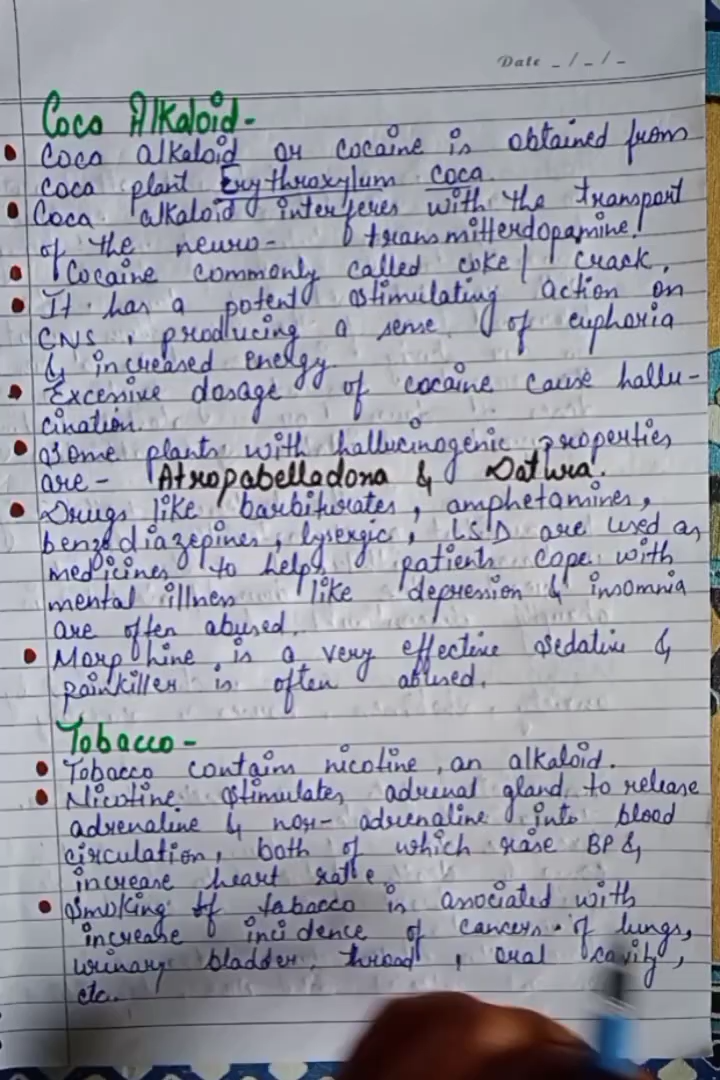 Date _ / _ / _
Coca Alkaloid -
Coca alkaloid or cocaine is obtained from
coca plant Erythroxylum coca
Coca alkaloid interferes with the transport
of the neuro- transmitterdopamine.
Cocaine commonly called coke / crack.
It has a potent stimulating action on
CNS, producing a sense of euphoria
& increased energy
Excessive dosage of cocaine cause hallu-
cination.
Some plants with hallucinogenic properties
are - Atropabelladona & Datura.
Drugs like barbiturates, amphetamines,
benzodiazepines, lysergic, LSD are used as
medicines to help patients cope with
mental illness like depression & insomnia
are often abused.
Morphine is a very effective sedative &
painkiller is often abused.
Tobacco -
Tobacco contains nicotine, an alkaloid.
Nicotine stimulates adrenal gland to release
adrenaline & nor-adrenaline into blood
circulation, both of which raise BP &
increase heart rate
Smoking of tobacco is associated with
increase incidence of cancers of lungs,
urinary bladder, throat, oral cavity,
etc.